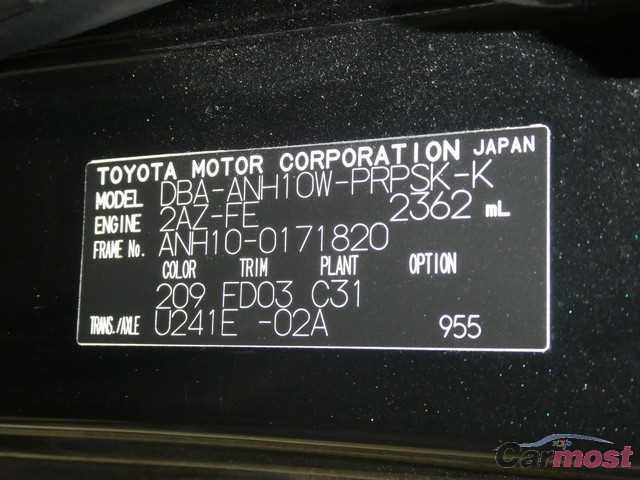 TOYOTA MOTOR CORPORATION JAPAN
MODEL DBA-ANH10W-PRPSK-K
ENGINE 2AZ-FE 2362 mL
FRAME No. ANH10-0171820
COLOR TRIM PLANT OPTION
209 FD03 C31
TRANS./AXLE U241E -02A 955
Carmost